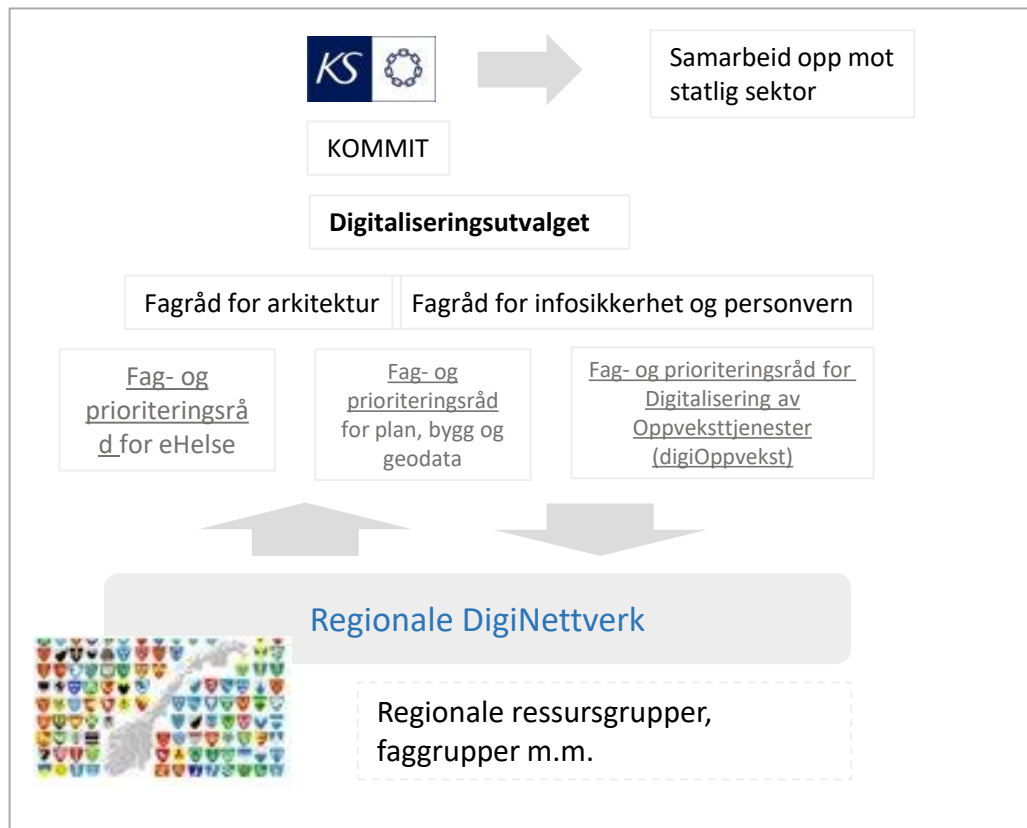 KS
Samarbeid opp mot
statlig sektor
KOMMIT
Digitaliseringsutvalget
Fagråd for arkitektur
Fagråd for infosikkerhet og personvern
Fag- og
prioriteringsrå
d for eHelse
Fag- og
prioriteringsråd
for plan, bygg og
geodata
Fag- og prioriteringsråd for
Digitalisering av
Oppveksttjenester
(digiOppvekst)
Regionale DigiNettverk
Regionale ressursgrupper,
faggrupper m.m.